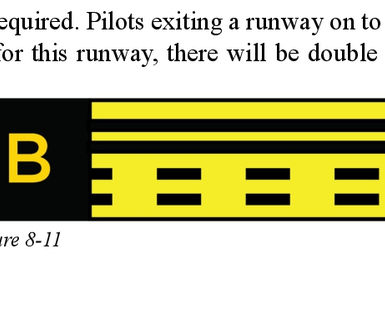 equired. Pilots exiting a runway on to
for this runway, there will be double
B
ure 8-11